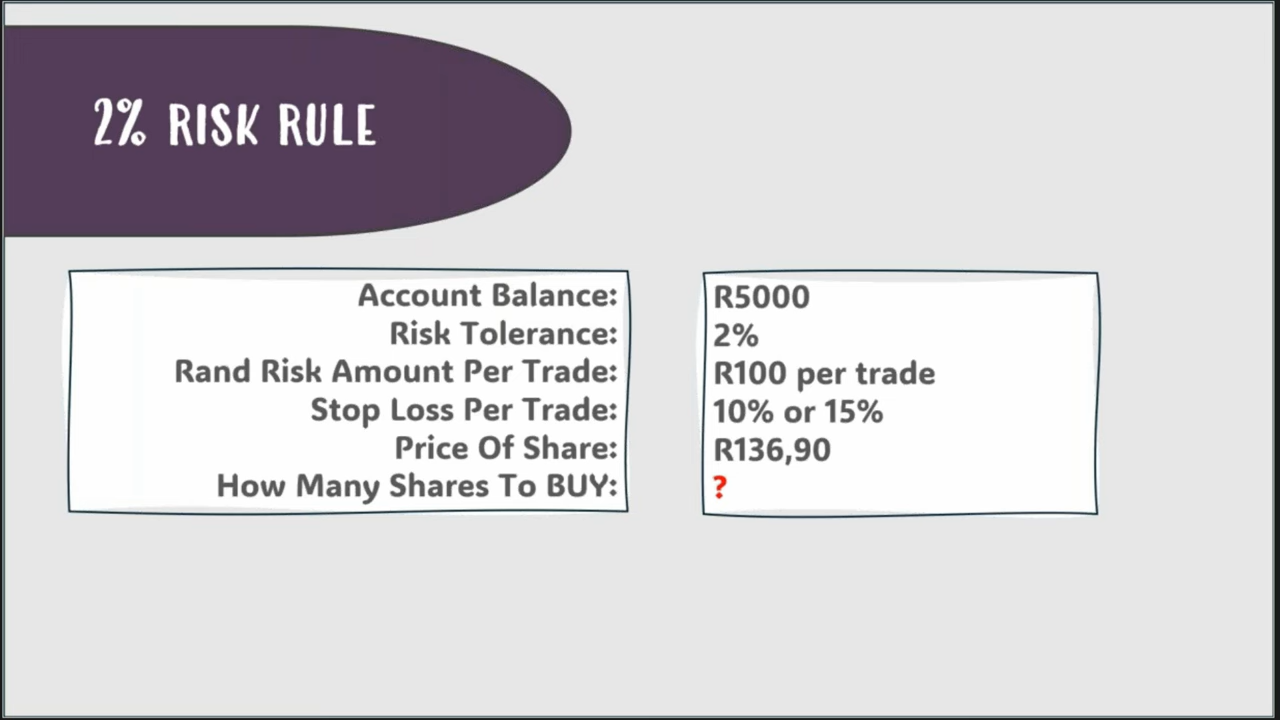 2% RISK RULE
Account Balance: R5000
Risk Tolerance: 2%
Rand Risk Amount Per Trade: R100 per trade
Stop Loss Per Trade: 10% or 15%
Price Of Share: R136,90
How Many Shares To BUY: ?